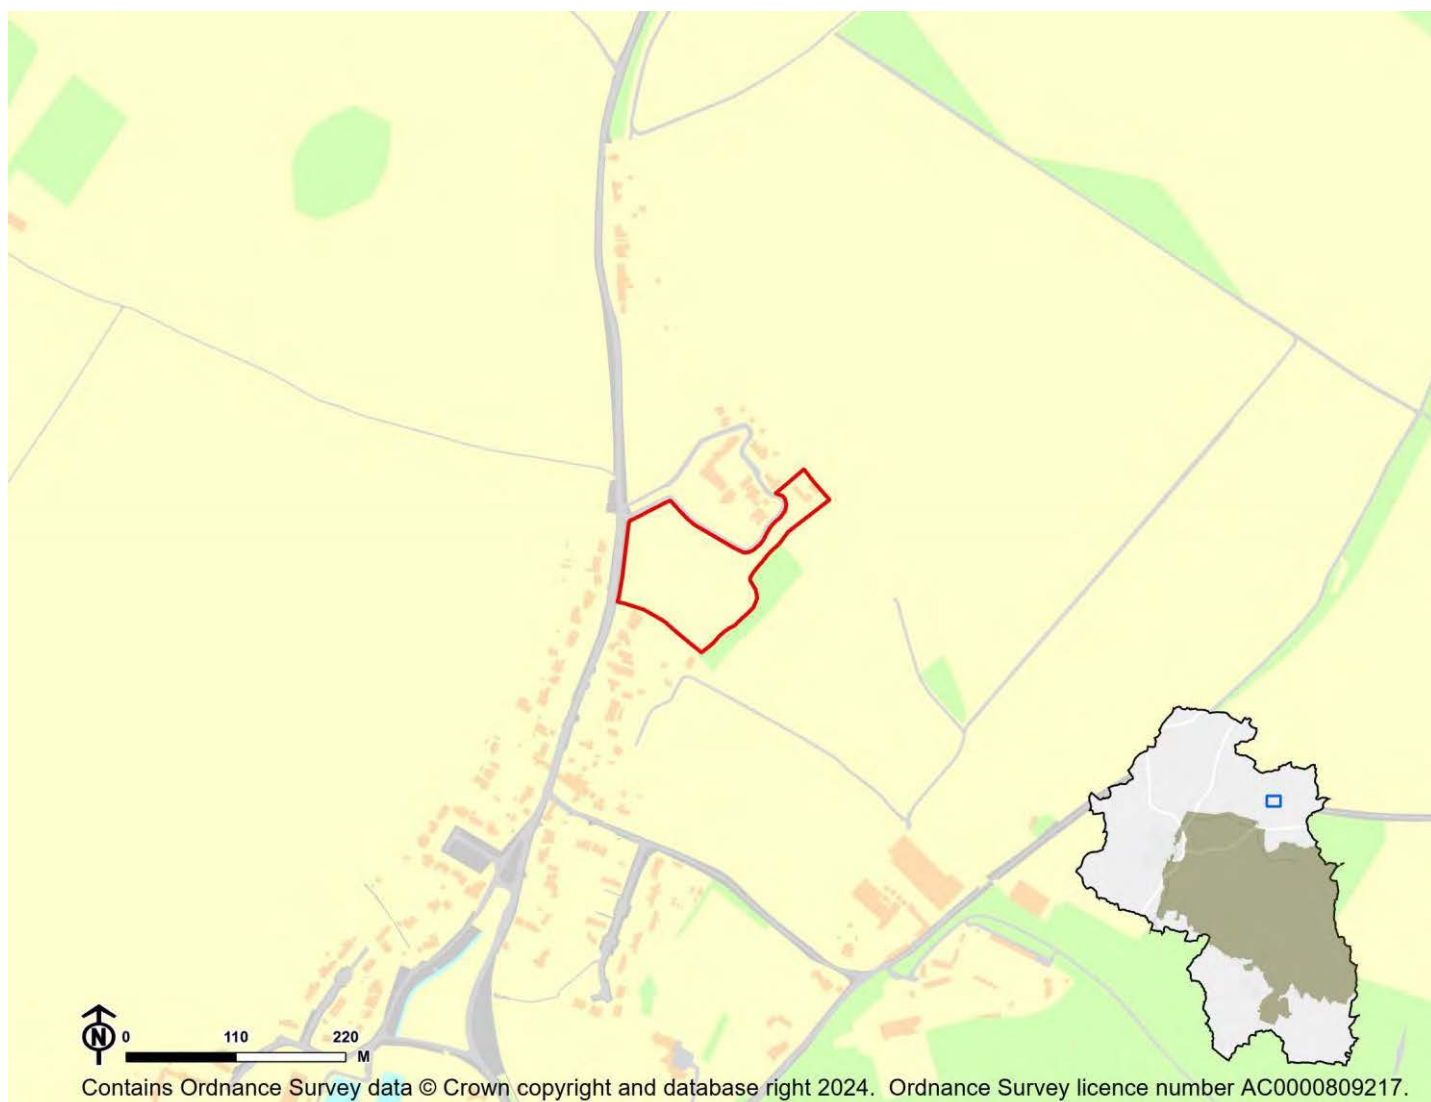 N
0 110 220
M
Contains Ordnance Survey data © Crown copyright and database right 2024. Ordnance Survey licence number AC0000809217.